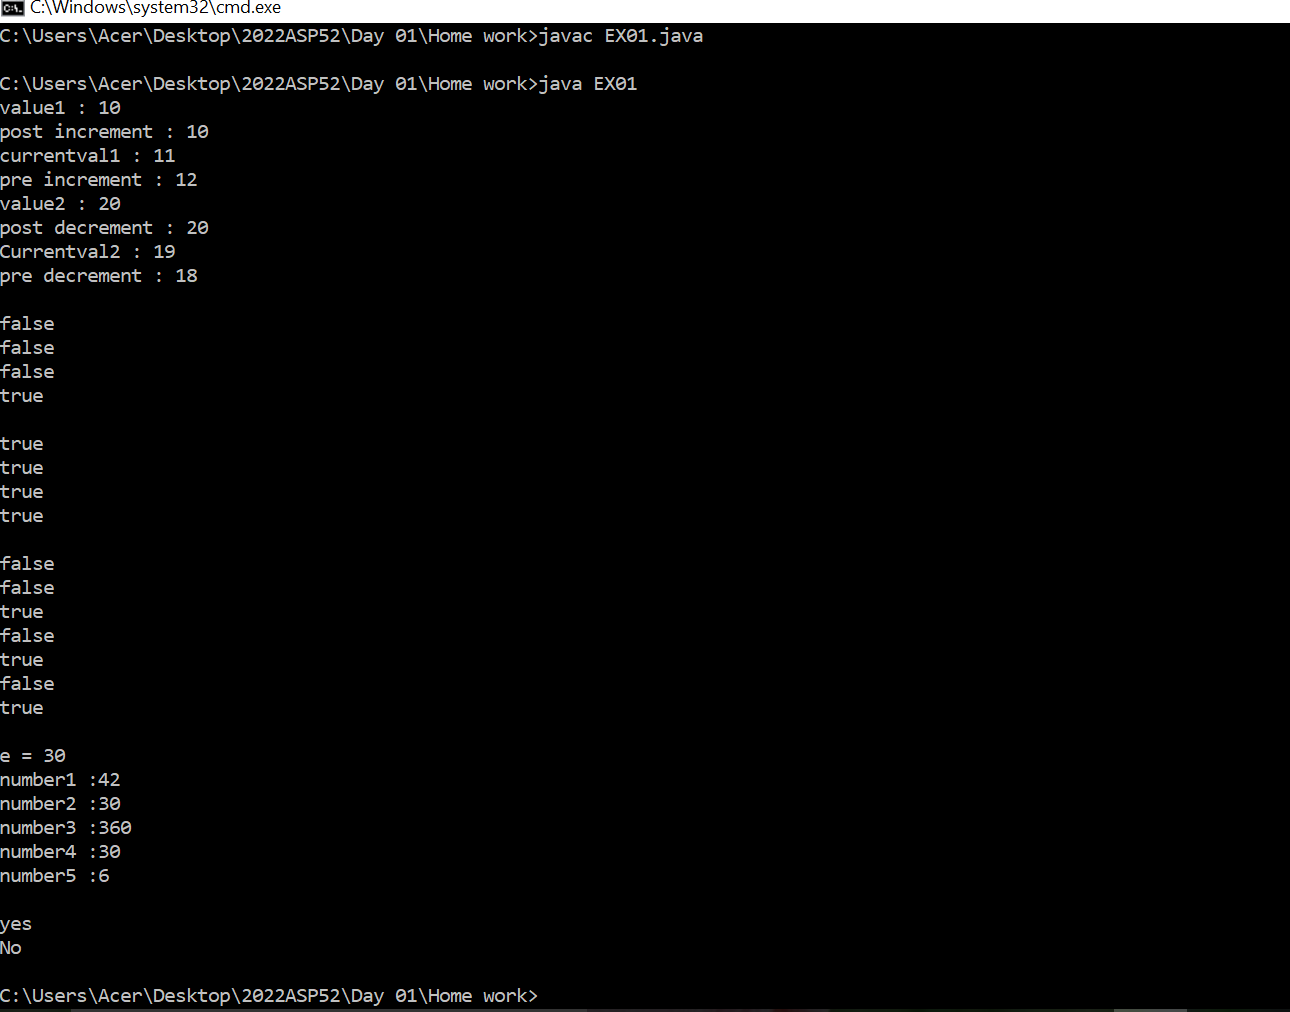 C:\Windows\system32\cmd.exe
C:\Users\Acer\Desktop\2022ASP52\Day 01\Home work>javac EX01.java
C:\Users\Acer\Desktop\2022ASP52\Day 01\Home work>java EX01
value1 : 10
post increment : 10
currentval1 : 11
pre increment : 12
value2 : 20
post decrement : 20
Currentval2 : 19
pre decrement : 18
false
false
false
true
true
true
true
true
false
false
true
false
true
false
true
e = 30
number1 :42
number2 :30
number3 :360
number4 :30
number5 :6
yes
No
C:\Users\Acer\Desktop\2022ASP52\Day 01\Home work>